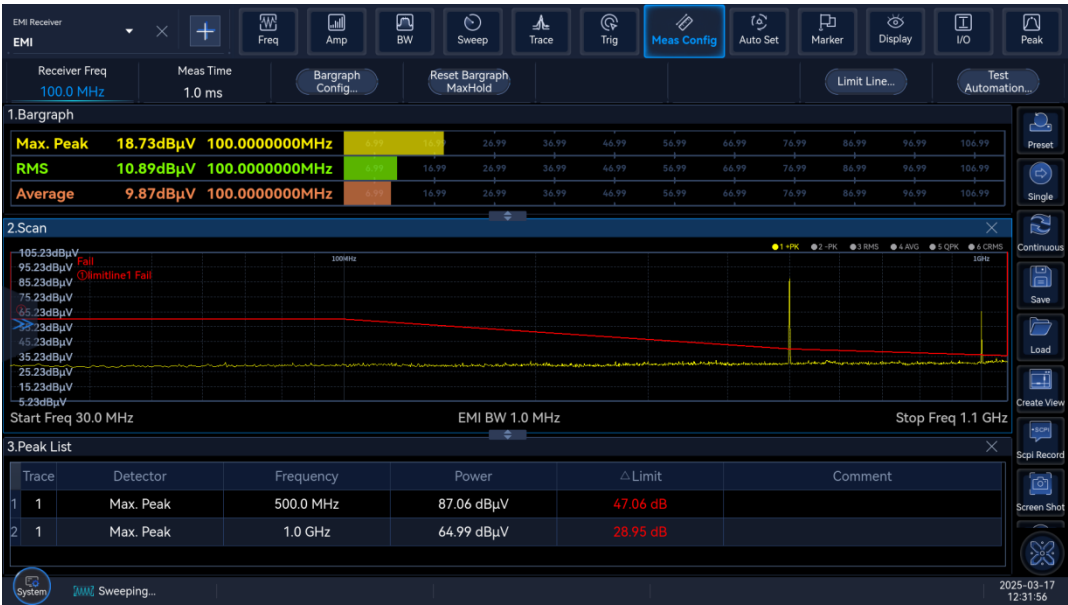 EMI Receiver
EMI
Freq
Amp
BW
Sweep
Trace
Trig
Meas Config
Auto Set
Marker
Display
I/O
Peak
Receiver Freq
100.0 MHz
Meas Time
1.0 ms
Bargraph
Config...
Reset Bargraph
MaxHold
Limit Line...
Test
Automation...
1.Bargraph
Max. Peak 18.73dBµV 100.0000000MHz 6.99 16.99 26.99 36.99 46.99 56.99 66.99 76.99 86.99 96.99 106.99
RMS 10.89dBµV 100.0000000MHz 6.99 16.99 26.99 36.99 46.99 56.99 66.99 76.99 86.99 96.99 106.99
Average 9.87dBµV 100.0000000MHz 6.99 16.99 26.99 36.99 46.99 56.99 66.99 76.99 86.99 96.99 106.99
2.Scan
1 +PK 2 -PK 3 RMS 4 AVG 5 QPK 6 CRMS
105.23dBµV
Fail
100MHz
1GHz
95.23dBµV
①limitline1 Fail
85.23dBµV
75.23dBµV
65.23dBµV
55.23dBµV
45.23dBµV
35.23dBµV
25.23dBµV
15.23dBµV
5.23dBµV
Start Freq 30.0 MHz
EMI BW 1.0 MHz
Stop Freq 1.1 GHz
3.Peak List
Trace Detector Frequency Power △Limit Comment
1 1 Max. Peak 500.0 MHz 87.06 dBµV 47.06 dB
2 1 Max. Peak 1.0 GHz 64.99 dBµV 28.95 dB
Preset
Single
Continuous
Save
Load
Create View
•SCPI
Scpi Record
Screen Shot
System
Sweeping...
2025-03-17
12:31:56